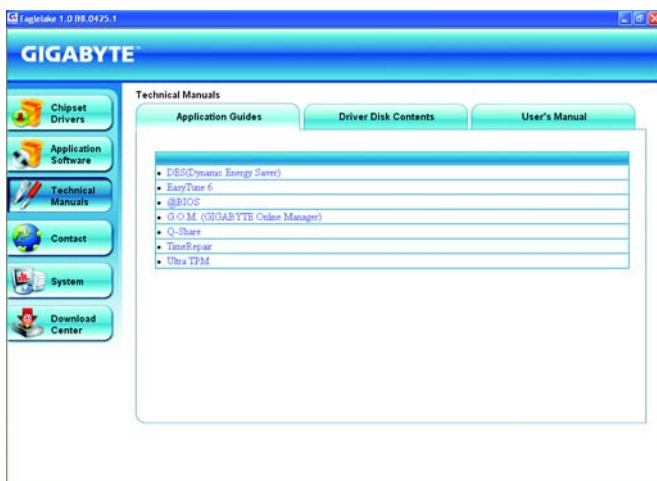 Eaglelake 1.0 B8.0475.1
GIGABYTE™
Chipset
Drivers
Application
Software
Technical
Manuals
Contact
System
Download
Center
Technical Manuals
Application Guides
Driver Disk Contents
User's Manual
• DES(Dynamic Energy Saver)
• EasyTune 6
• @BIOS
• G.O.M. (GIGABYTE Online Manager)
• Q-Share
• TimeRepair
• Ultra TPM